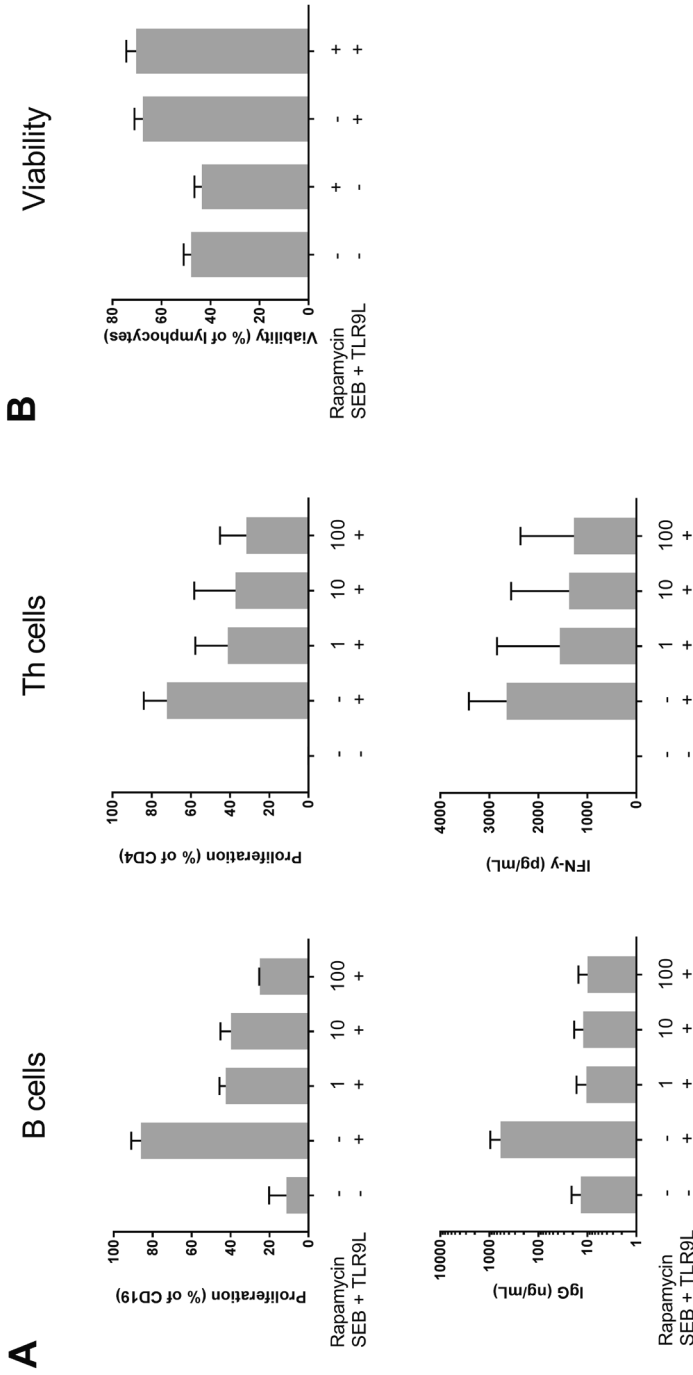 A
B cells
Proliferation (% of CD19)
100
80
60
40
20
0
Rapamycin - - 1 10 100
SEB + TLR9L - + + + +
IgG (ng/mL)
10000
1000
100
10
1
Rapamycin - - 1 10 100
SEB + TLR9L - + + + +
Th cells
Proliferation (% of CD4)
100
80
60
40
20
0
- - 1 10 100
- + + + +
IFN-y (pg/mL)
4000
3000
2000
1000
0
- - 1 10 100
- + + + +
B
Viability
Viability (% of lymphocytes)
80
60
40
20
0
Rapamycin - + - +
SEB + TLR9L - - + +